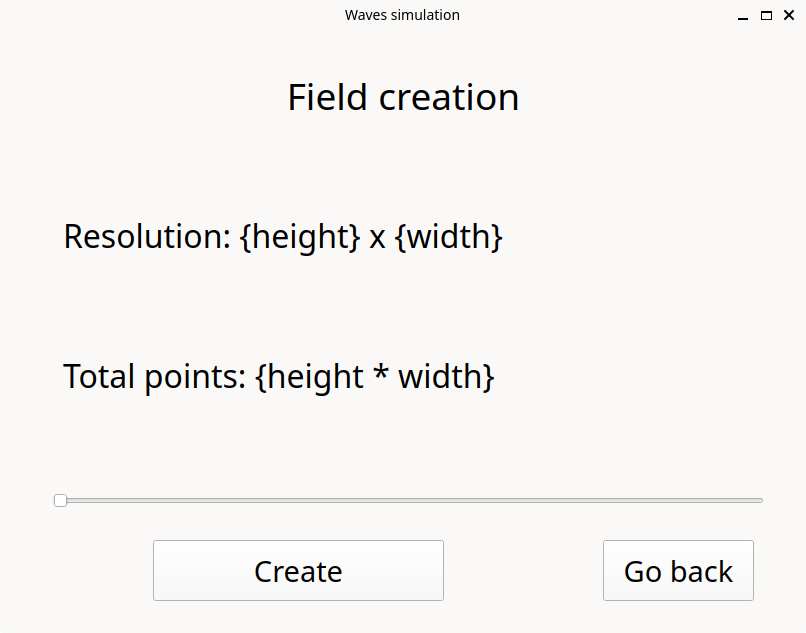 Waves simulation
Field creation
Resolution: {height} x {width}
Total points: {height * width}
Create
Go back